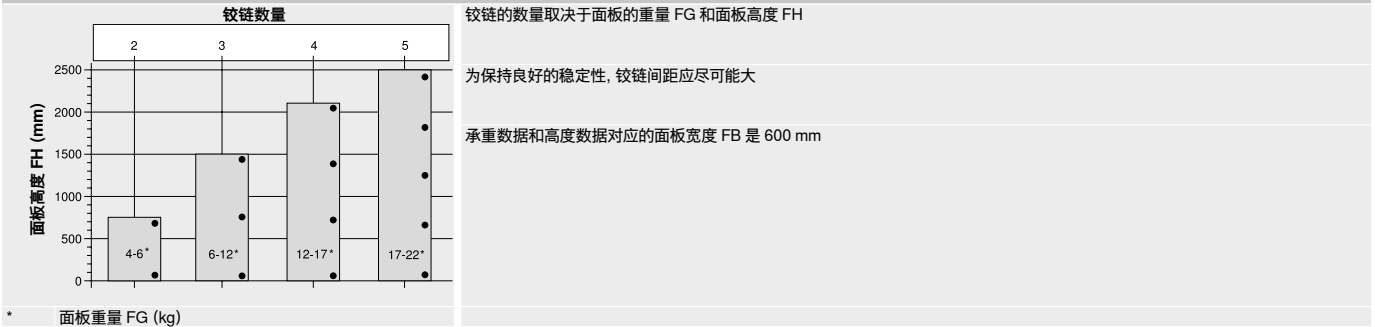 铰链数量
2 3 4 5
面板高度 FH (mm)
2500
2000
1500
1000
500
0
4-6*
6-12*
12-17*
17-22*
* 面板重量 FG (kg)
铰链的数量取决于面板的重量 FG 和面板高度 FH
为保持良好的稳定性, 铰链间距应尽可能大
承重数据和高度数据对应的面板宽度 FB 是 600 mm